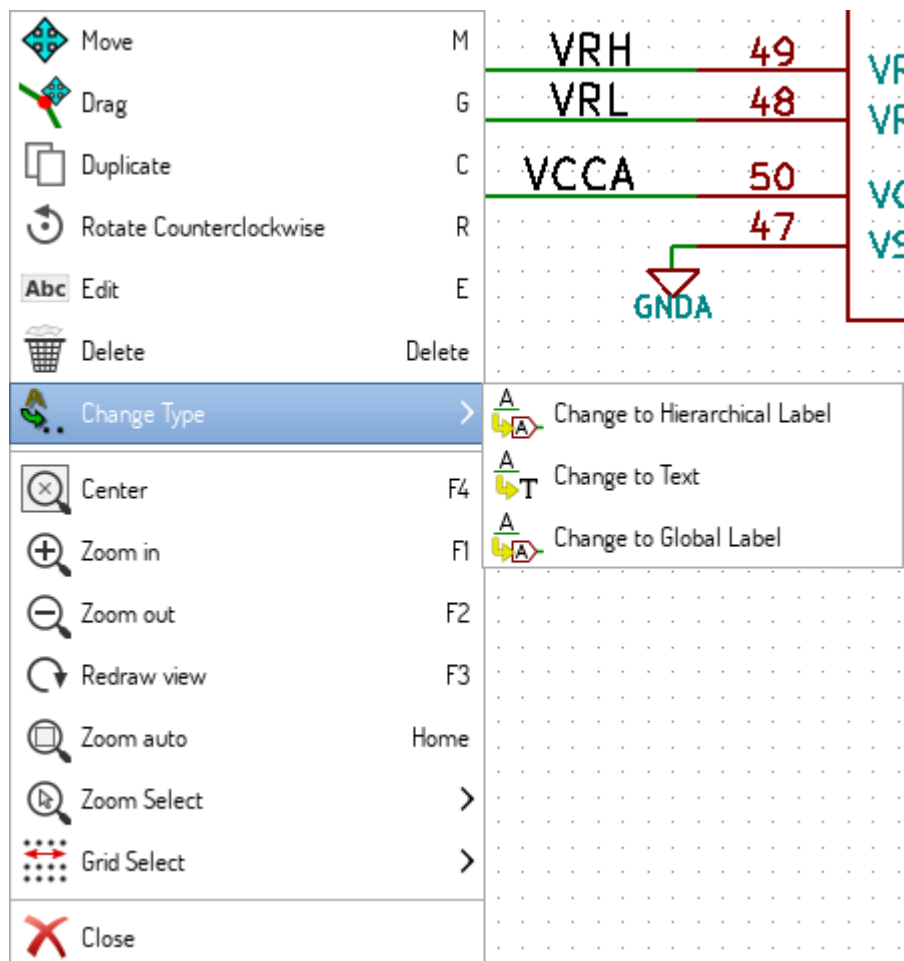 Move M
Drag G
Duplicate C
Rotate Counterclockwise R
Abc Edit E
Delete Delete
A Change Type
Center F4
Zoom in F1
Zoom out F2
Redraw view F3
Zoom auto Home
Zoom Select
Grid Select
Close
A A Change to Hierarchical Label
A T Change to Text
A A Change to Global Label
VRH 49
VRL 48
VCCA 50
47
GNDA